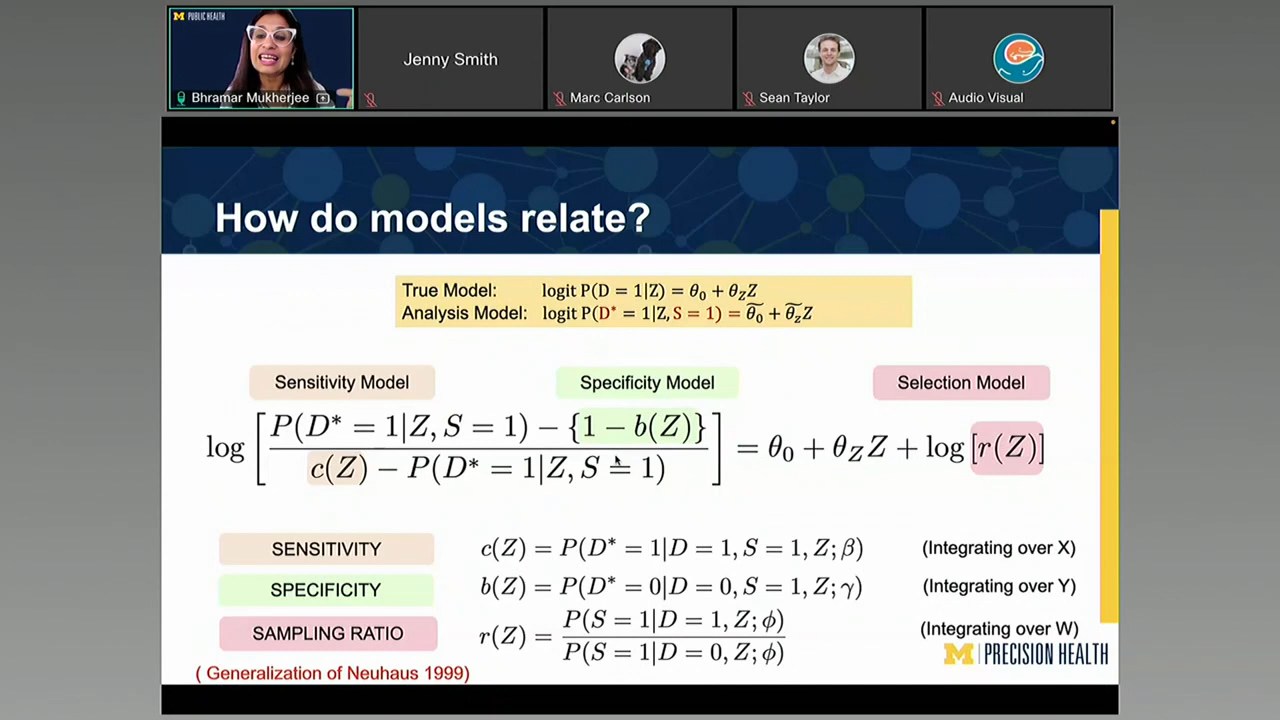 M PUBLIC HEALTH
Bhramar Mukherjee
Jenny Smith
Marc Carlson
Sean Taylor
Audio Visual
How do models relate?
True Model: logit P(D = 1|Z) = θ₀ + θ_Z Z
Analysis Model: logit P(D* = 1|Z, S = 1) = θ̃₀ + θ̃_z Z
Sensitivity Model
Specificity Model
Selection Model
log [ P(D* = 1|Z, S = 1) − {1 − b(Z)} / c(Z) − P(D* = 1|Z, S = 1) ] = θ₀ + θ_Z Z + log [r(Z)]
SENSITIVITY c(Z) = P(D* = 1|D = 1, S = 1, Z; β) (Integrating over X)
SPECIFICITY b(Z) = P(D* = 0|D = 0, S = 1, Z; γ) (Integrating over Y)
SAMPLING RATIO r(Z) = P(S = 1|D = 1, Z; ϕ) / P(S = 1|D = 0, Z; ϕ) (Integrating over W)
M PRECISION HEALTH
( Generalization of Neuhaus 1999)